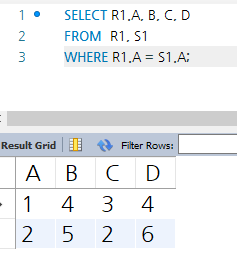 1 SELECT R1.A, B, C, D
2 FROM R1, S1
3 WHERE R1.A = S1.A;
Result Grid Filter Rows:
A B C D
1 4 3 4
2 5 2 6